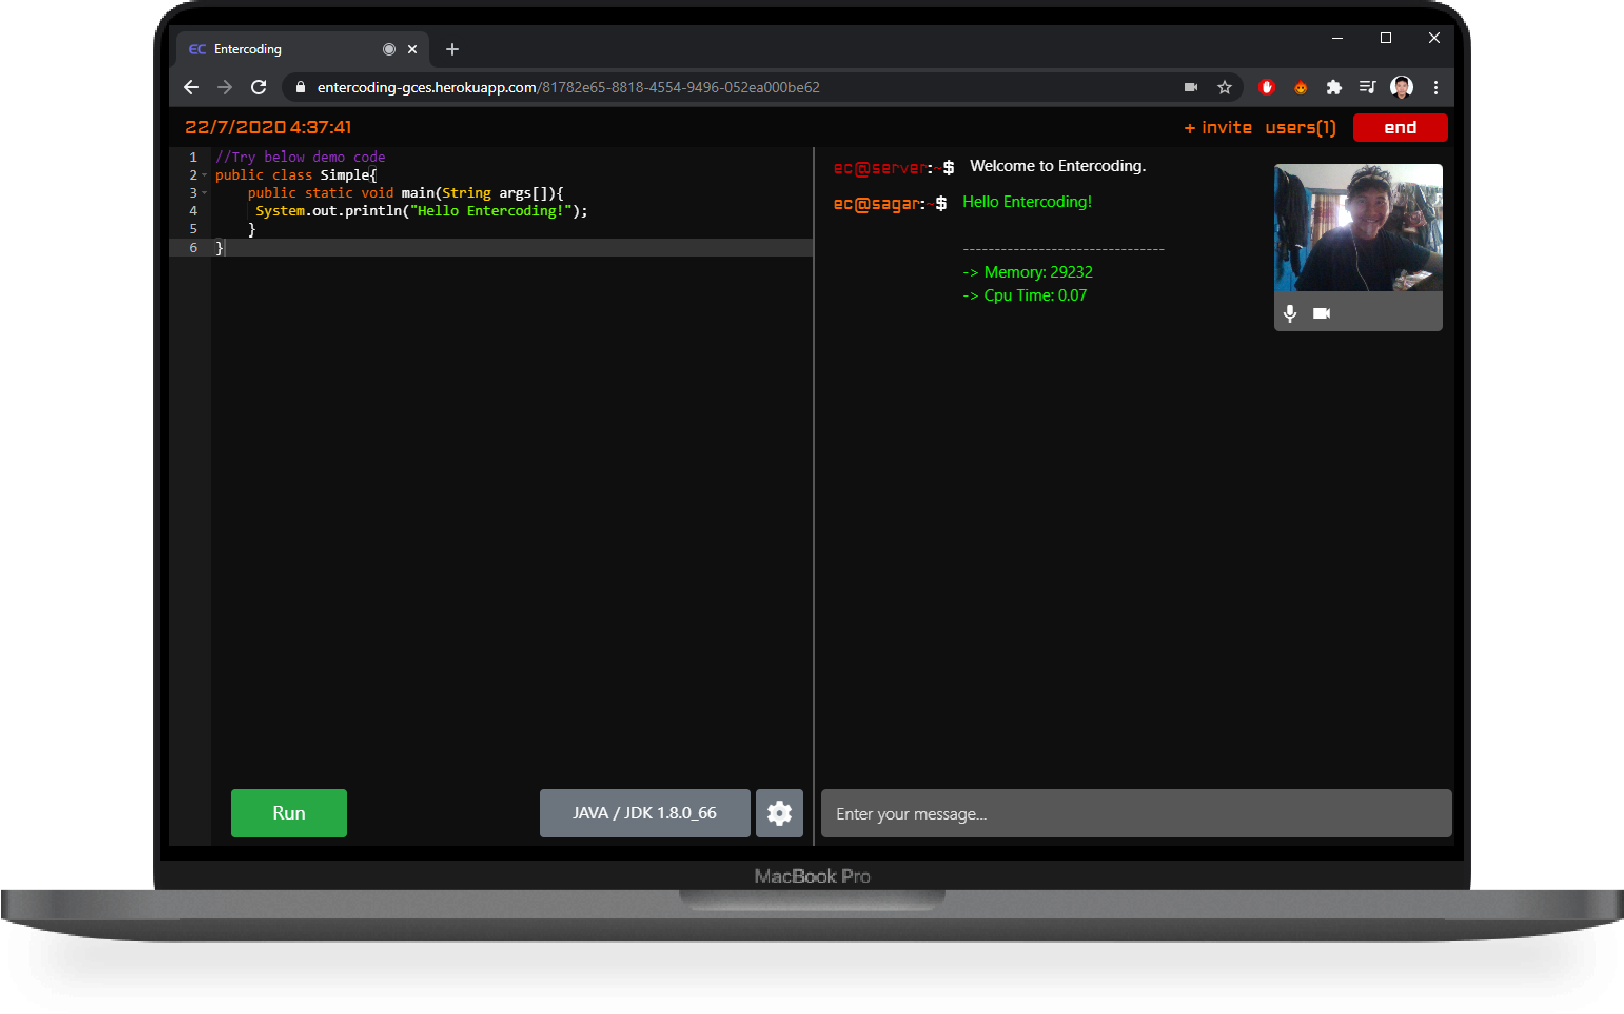 EC Entercoding
entercoding-gces.herokuapp.com/81782e65-8818-4554-9496-052ea000be62
22/7/2020 4:37:41
+ invite users(1) end
1 //Try below demo code
2 public class Simple{
3 public static void main(String args[]){
4 System.out.println("Hello Entercoding!");
5 }
6 }
ec@server:~$ Welcome to Entercoding.
ec@sagar:~$ Hello Entercoding!
--------------------------------
-> Memory: 29232
-> Cpu Time: 0.07
Run
JAVA / JDK 1.8.0_66
Enter your message...
MacBook Pro